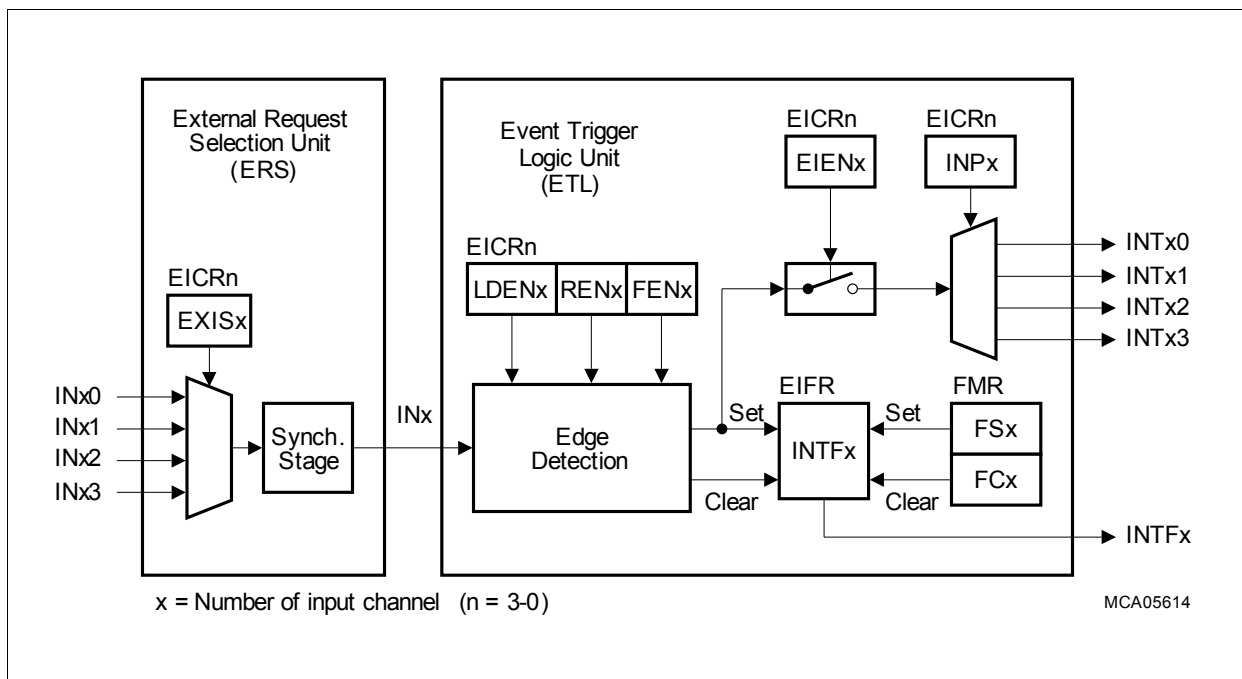 External Request
Selection Unit
(ERS)
EICRn
EXISx
INx0
INx1
INx2
INx3
Synch.
Stage
INx
Event Trigger
Logic Unit
(ETL)
EICRn
LDENx RENx FENx
Edge
Detection
Set
Clear
EICRn
EIENx
EICRn
INPx
INTx0
INTx1
INTx2
INTx3
EIFR
INTFx
FMR
Set
FSx
FCx
Clear
INTFx
x = Number of input channel (n = 3-0)
MCA05614